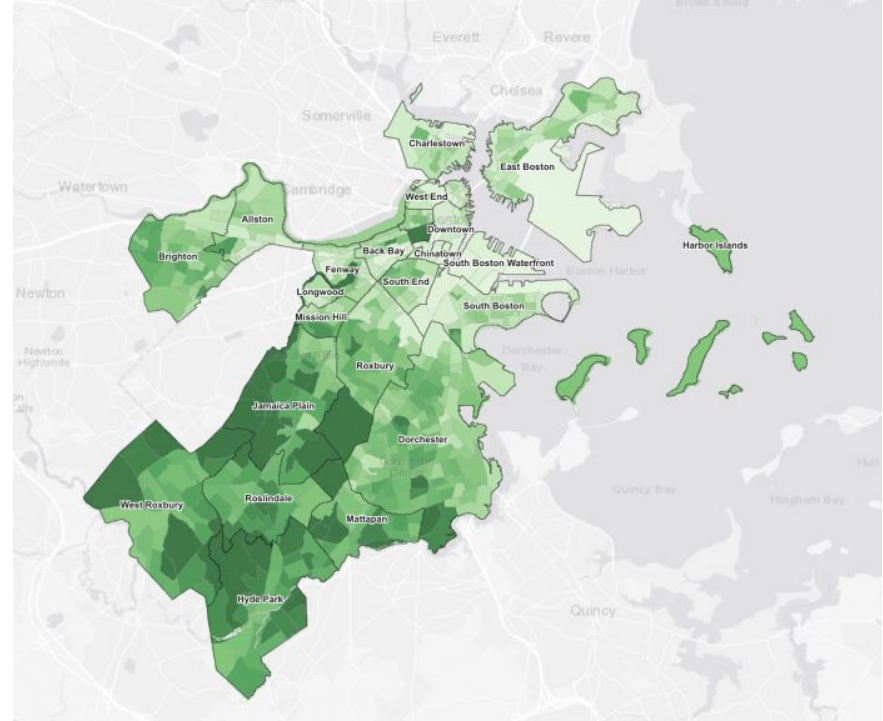 Everett
Revere
Chelsea
Somerville
Charlestown
East Boston
Watertown
Cambridge
West End
Allston
Downtown
Harbor Islands
Brighton
Back Bay
Chinatown
South Boston Waterfront
Fenway
Boston Harbor
Newton
Longwood
South End
South Boston
Mission Hill
Newton
Highlands
Dorchester
Bay
Roxbury
Jamaica Plain
Dorchester
West Roxbury
Roslindale
Quincy Bay
Hingham Bay
Mattapan
Hyde Park
Quincy